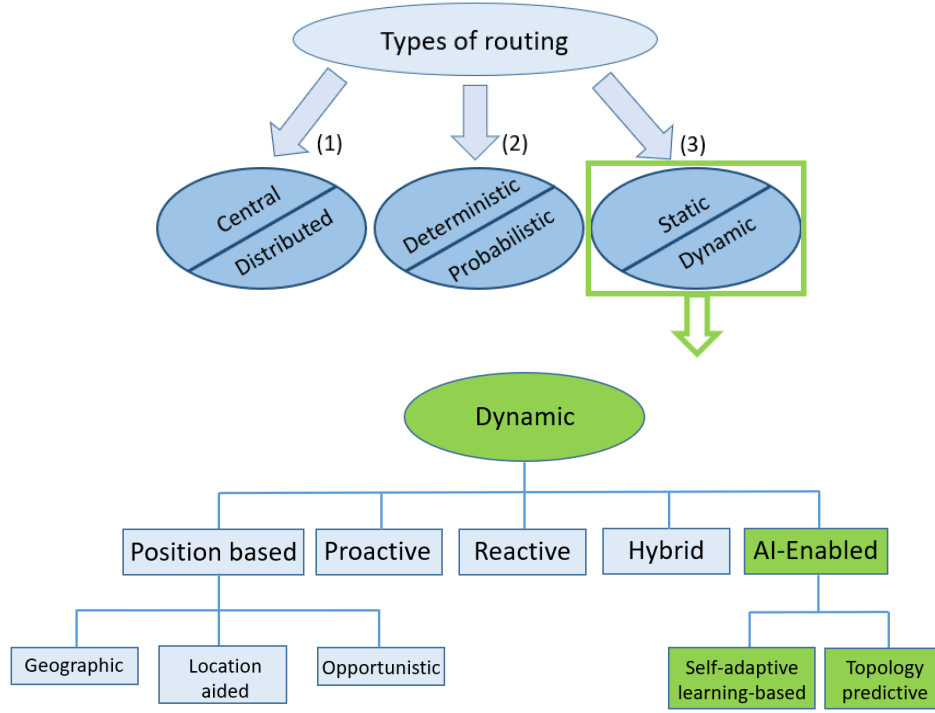 Types of routing
(1)
(2)
(3)
Central
Distributed
Deterministic
Probabilistic
Static
Dynamic
Dynamic
Position based
Proactive
Reactive
Hybrid
AI-Enabled
Geographic
Location
aided
Opportunistic
Self-adaptive
learning-based
Topology
predictive